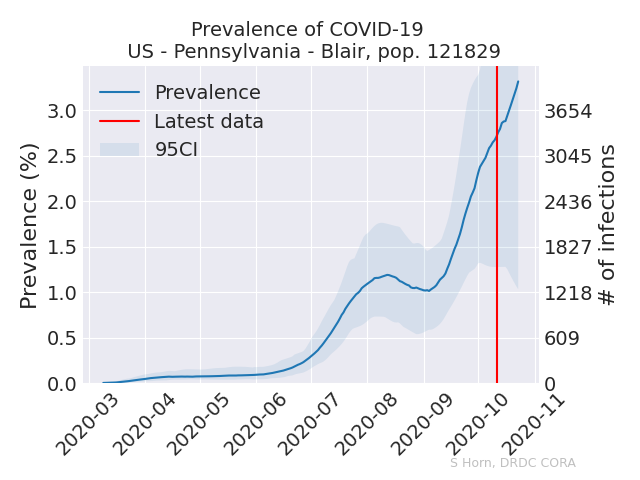 Prevalence of COVID-19
US - Pennsylvania - Blair, pop. 121829
Prevalence
Latest data
95CI
Prevalence (%)
3.0
2.5
2.0
1.5
1.0
0.5
0.0
3654
3045
2436
1827
1218
609
0
# of infections
2020-03
2020-04
2020-05
2020-06
2020-07
2020-08
2020-09
2020-10
2020-11
S Horn, DRDC CORA